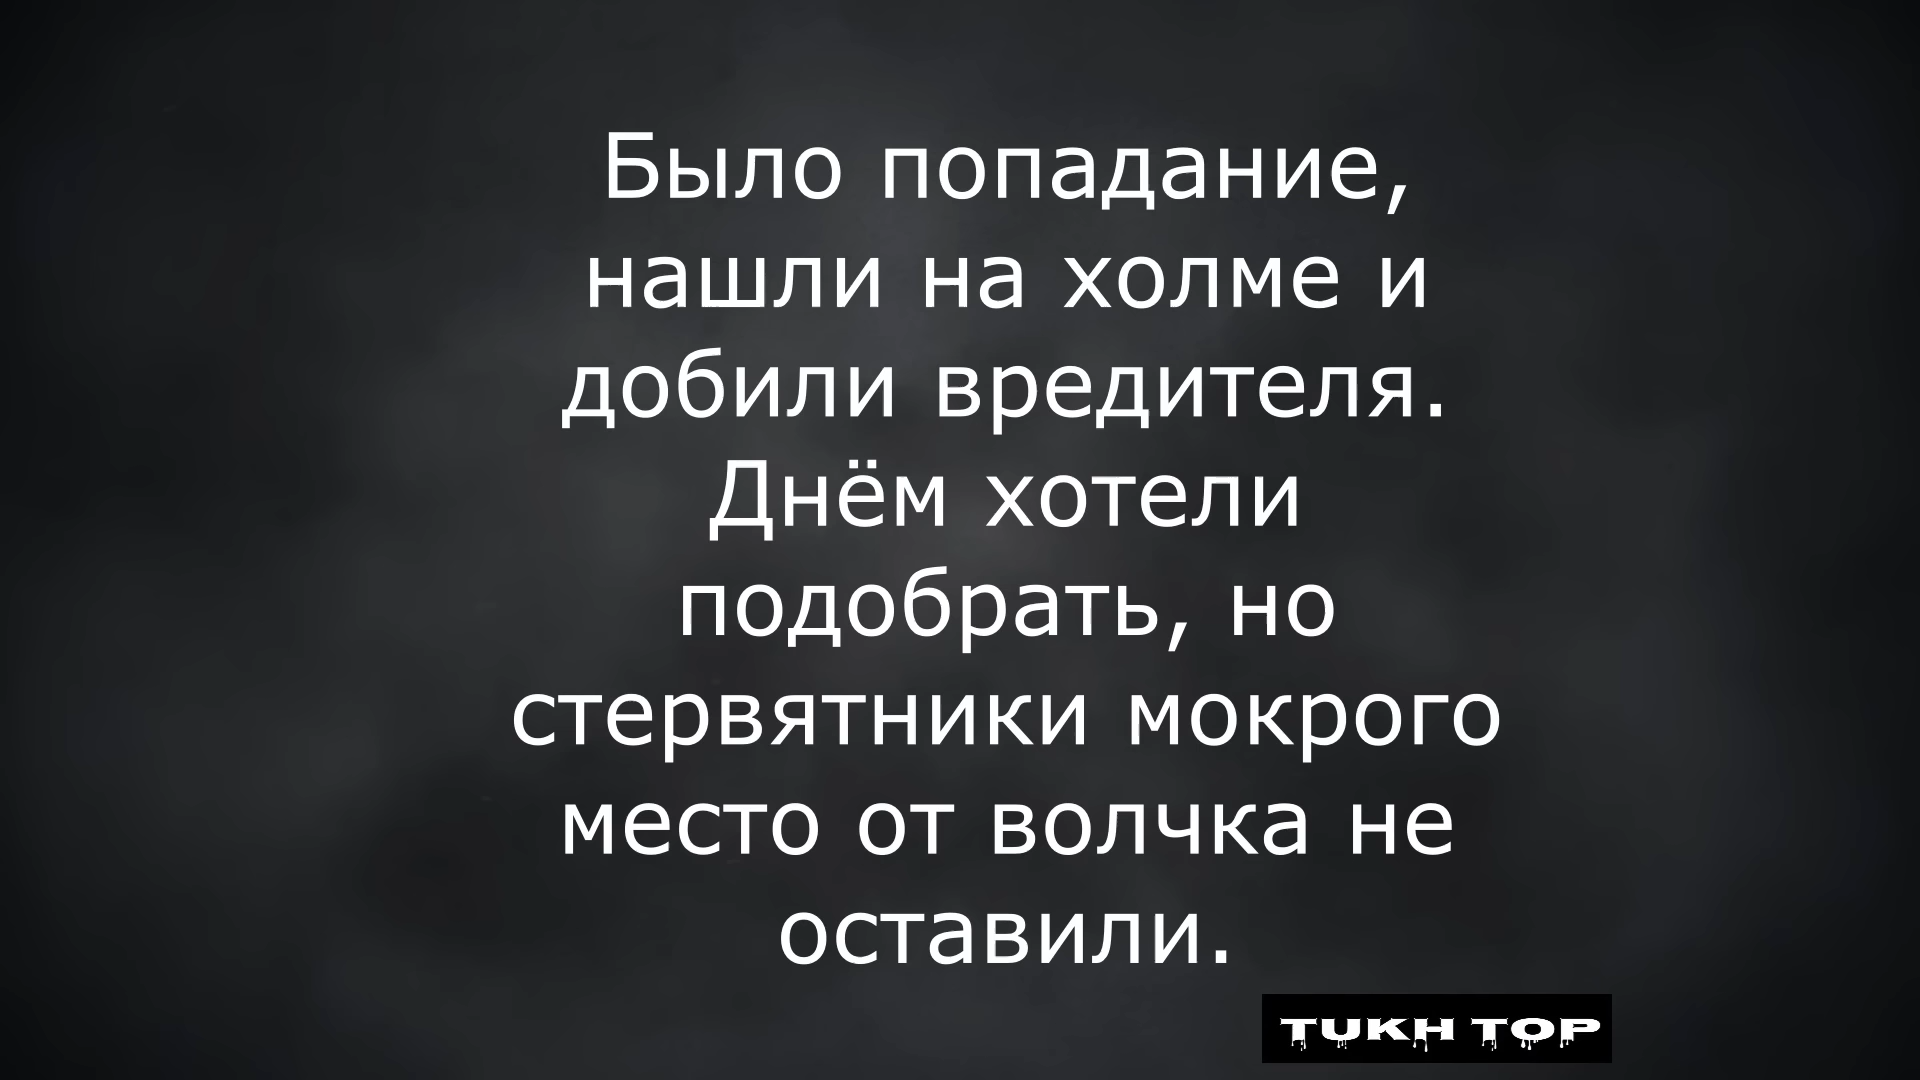 Было попадание,
нашли на холме и
добили вредителя.
Днём хотели
подобрать, но
стервятники мокрого
место от волчка не
оставили.
TUKH TOP